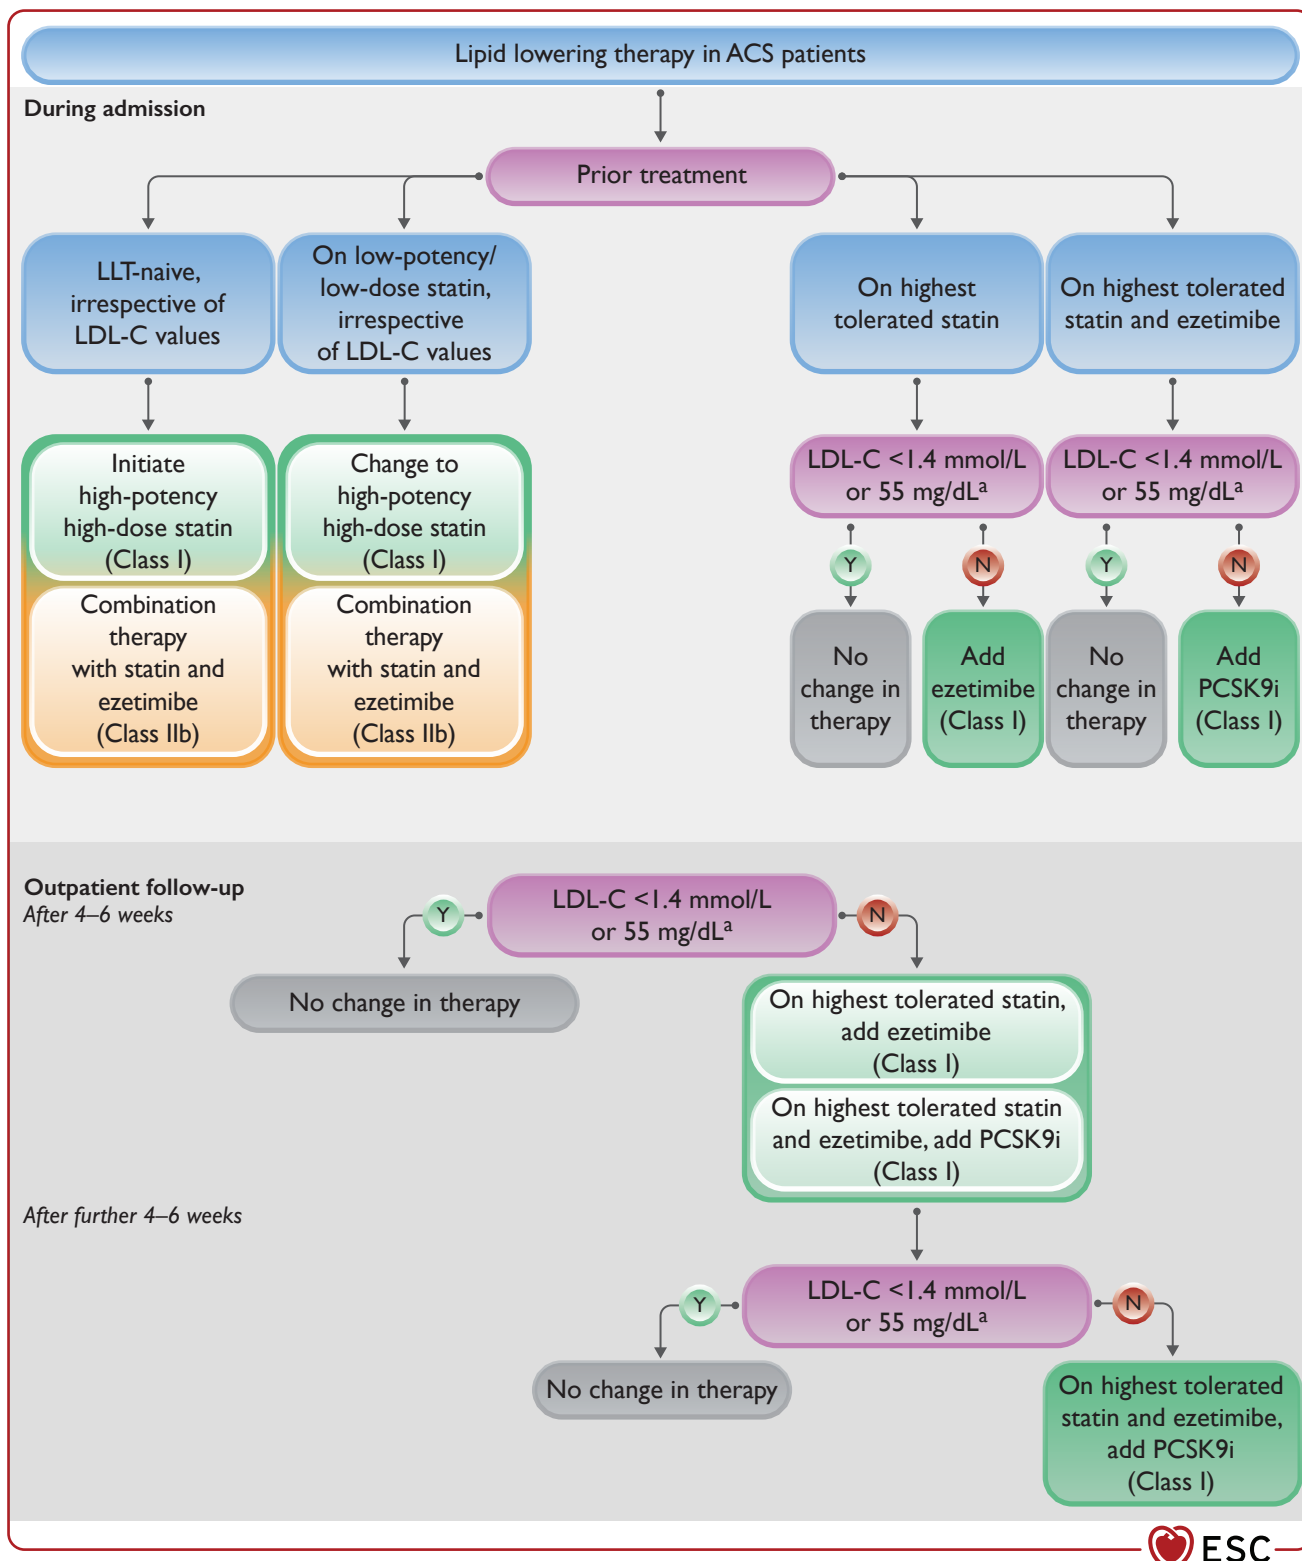 Lipid lowering therapy in ACS patients
During admission
Prior treatment
LLT-naive,
irrespective of
LDL-C values
On low-potency/
low-dose statin,
irrespective
of LDL-C values
On highest
tolerated statin
On highest tolerated
statin and ezetimibe
Initiate
high-potency
high-dose statin
(Class I)
Combination
therapy
with statin and
ezetimibe
(Class IIb)
Change to
high-potency
high-dose statin
(Class I)
Combination
therapy
with statin and
ezetimibe
(Class IIb)
LDL-C <1.4 mmol/L
or 55 mg/dLa
Y
N
No
change in
therapy
Add
ezetimibe
(Class I)
LDL-C <1.4 mmol/L
or 55 mg/dLa
Y
N
No
change in
therapy
Add
PCSK9i
(Class I)
Outpatient follow-up
After 4–6 weeks
LDL-C <1.4 mmol/L
or 55 mg/dLa
Y
N
No change in therapy
On highest tolerated statin,
add ezetimibe
(Class I)
On highest tolerated statin
and ezetimibe, add PCSK9i
(Class I)
After further 4–6 weeks
LDL-C <1.4 mmol/L
or 55 mg/dLa
Y
N
No change in therapy
On highest tolerated
statin and ezetimibe,
add PCSK9i
(Class I)
ESC